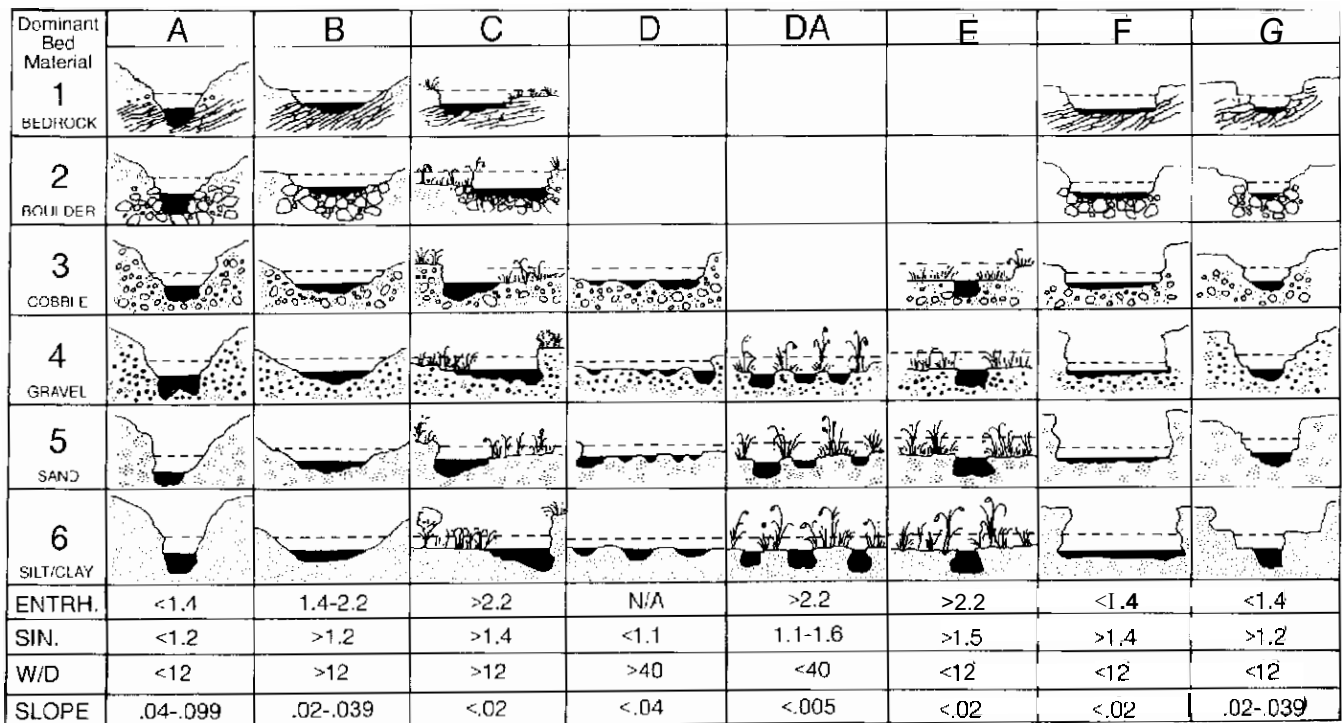 Dominant Bed Material A B C D DA E F G
1 BEDROCK
2 BOULDER
3 COBBLE
4 GRAVEL
5 SAND
6 SILT/CLAY
ENTRH. <1.4 1.4-2.2 >2.2 N/A >2.2 >2.2 <1.4 <1.4
SIN. <1.2 >1.2 >1.4 <1.1 1.1-1.6 >1.5 >1.4 >1.2
W/D <12 >12 >12 >40 <40 <12 <12 <12
SLOPE .04-.099 .02-.039 <.02 <.04 <.005 <.02 <.02 .02-.039